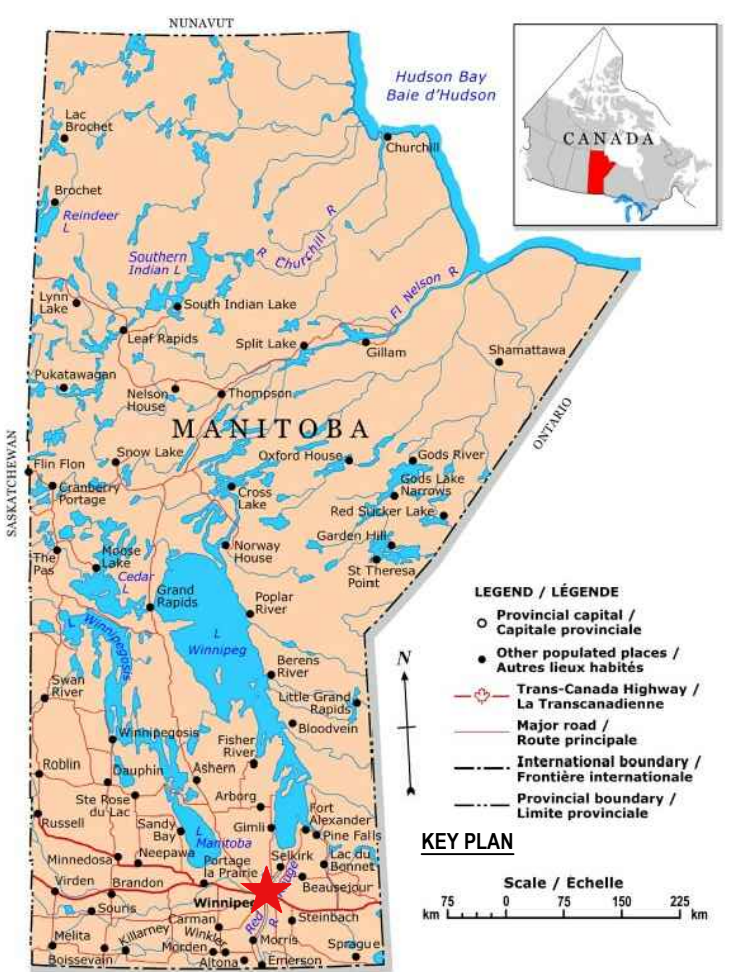 NUNAVUT
Hudson Bay
Baie d'Hudson
CANADA
Lac
Brochet
Churchill
Brochet
Reindeer
L
Southern
Indian L
R Churchill R
Lynn
Lake
South Indian Lake
Fl Nelson R
Leaf Rapids
Split Lake
Gillam
Shamattawa
Pukatawagan
Nelson
House
Thompson
MANITOBA
ONTARIO
SASKATCHEWAN
Snow Lake
Oxford House
Gods River
Flin Flon
Cranberry
Portage
Cross
Lake
Gods Lake
Narrows
Red Sucker Lake
Garden Hill
The
Pas
Moose
Lake
Norway
House
St Theresa
Point
Cedar
L
Grand
Rapids
Poplar
River
L Winnipegosis
L
Winnipeg
Berens
River
Swan
River
Little Grand
Rapids
Bloodvein
Winnipegosis
Fisher
River
Roblin
Dauphin
Ashern
Ste Rose
du Lac
Arborg
Fort
Alexander
Russell
Sandy
Bay
L
Manitoba
Gimli
Pine Falls
Minnedosa
Neepawa
Portage
la Prairie
Selkirk
Lac du
Bonnet
Virden
Brandon
Beausejour
Souris
Carman
Red
R
Steinbach
Melita
Killarney
Winkler
Morden
Morris
Sprague
Boissevain
Altona
Emerson
LEGEND / LÉGENDE
Provincial capital /
Capitale provinciale
Other populated places /
Autres lieux habités
Trans-Canada Highway /
La Transcanadienne
Major road /
Route principale
International boundary /
Frontière internationale
Provincial boundary /
Limite provinciale
N
KEY PLAN
Scale / Échelle
75 0 75 150 225
km km